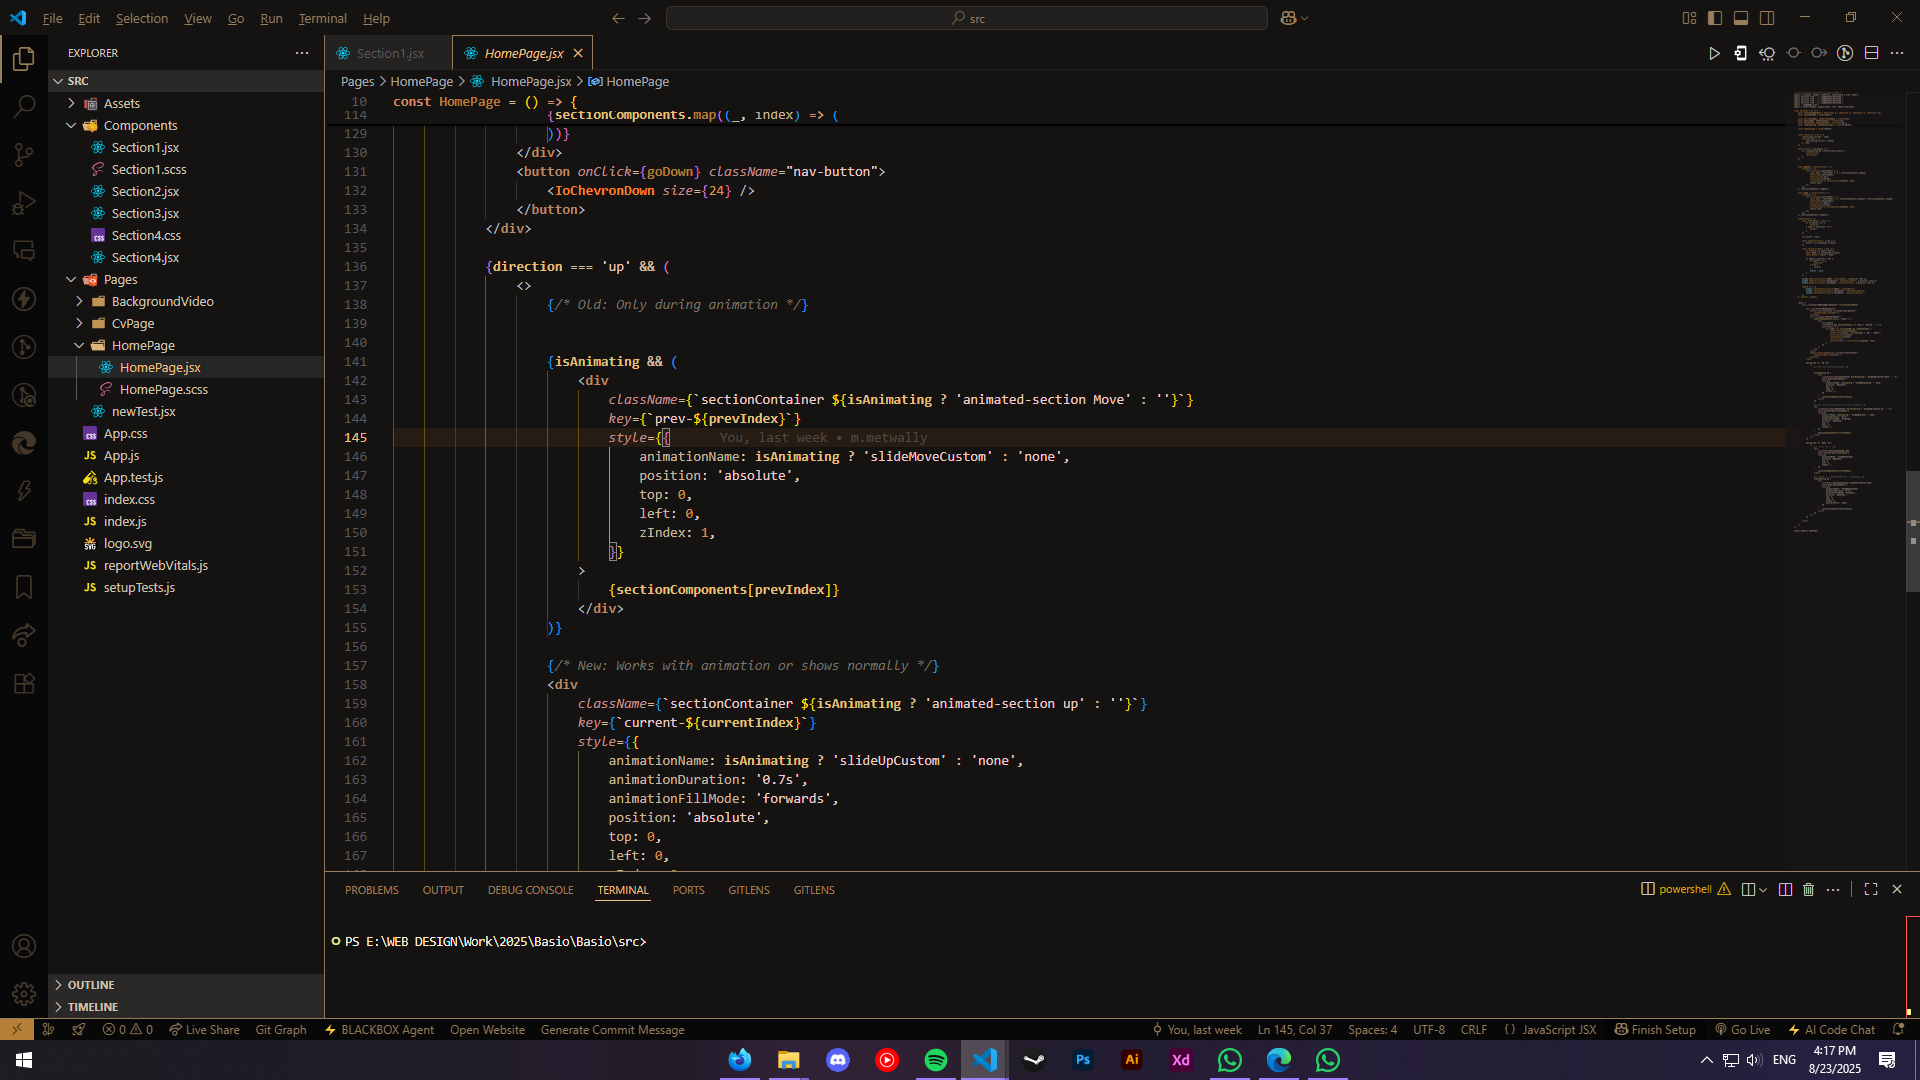 File Edit Selection View Go Run Terminal Help
src
EXPLORER
SRC
Assets
Components
Section1.jsx
Section1.scss
Section2.jsx
Section3.jsx
Section4.css
Section4.jsx
Pages
BackgroundVideo
CvPage
HomePage
HomePage.jsx
HomePage.scss
newTest.jsx
App.css
App.js
App.test.js
index.css
index.js
logo.svg
reportWebVitals.js
setupTests.js
OUTLINE
TIMELINE
Section1.jsx HomePage.jsx
Pages > HomePage > HomePage.jsx > HomePage
10 const HomePage = () => {
114 {sectionComponents.map((_, index) => (
129 ))}
130 </div>
131 <button onClick={goDown} className="nav-button">
132 <IoChevronDown size={24} />
133 </button>
134 </div>
135
136 {direction === 'up' && (
137 <>
138 {/* Old: Only during animation */}
139
140
141 {isAnimating && (
142 <div
143 className={`sectionContainer ${isAnimating ? 'animated-section Move' : ''}`}
144 key={`prev-${prevIndex}`}
145 style={{ You, last week • m.metwally
146 animationName: isAnimating ? 'slideMoveCustom' : 'none',
147 position: 'absolute',
148 top: 0,
149 left: 0,
150 zIndex: 1,
151 }}
152 >
153 {sectionComponents[prevIndex]}
154 </div>
155 )}
156
157 {/* New: Works with animation or shows normally */}
158 <div
159 className={`sectionContainer ${isAnimating ? 'animated-section up' : ''}`}
160 key={`current-${currentIndex}`}
161 style={{
162 animationName: isAnimating ? 'slideUpCustom' : 'none',
163 animationDuration: '0.7s',
164 animationFillMode: 'forwards',
165 position: 'absolute',
166 top: 0,
167 left: 0,
PROBLEMS OUTPUT DEBUG CONSOLE TERMINAL PORTS GITLENS GITLENS
powershell
PS E:\WEB DESIGN\Work\2025\Basio\Basio\src>
0 0 Live Share Git Graph BLACKBOX Agent Open Website Generate Commit Message
You, last week Ln 145, Col 37 Spaces: 4 UTF-8 CRLF {} JavaScript JSX Finish Setup Go Live AI Code Chat
Ps Ai Xd
ENG
4:17 PM
8/23/2025